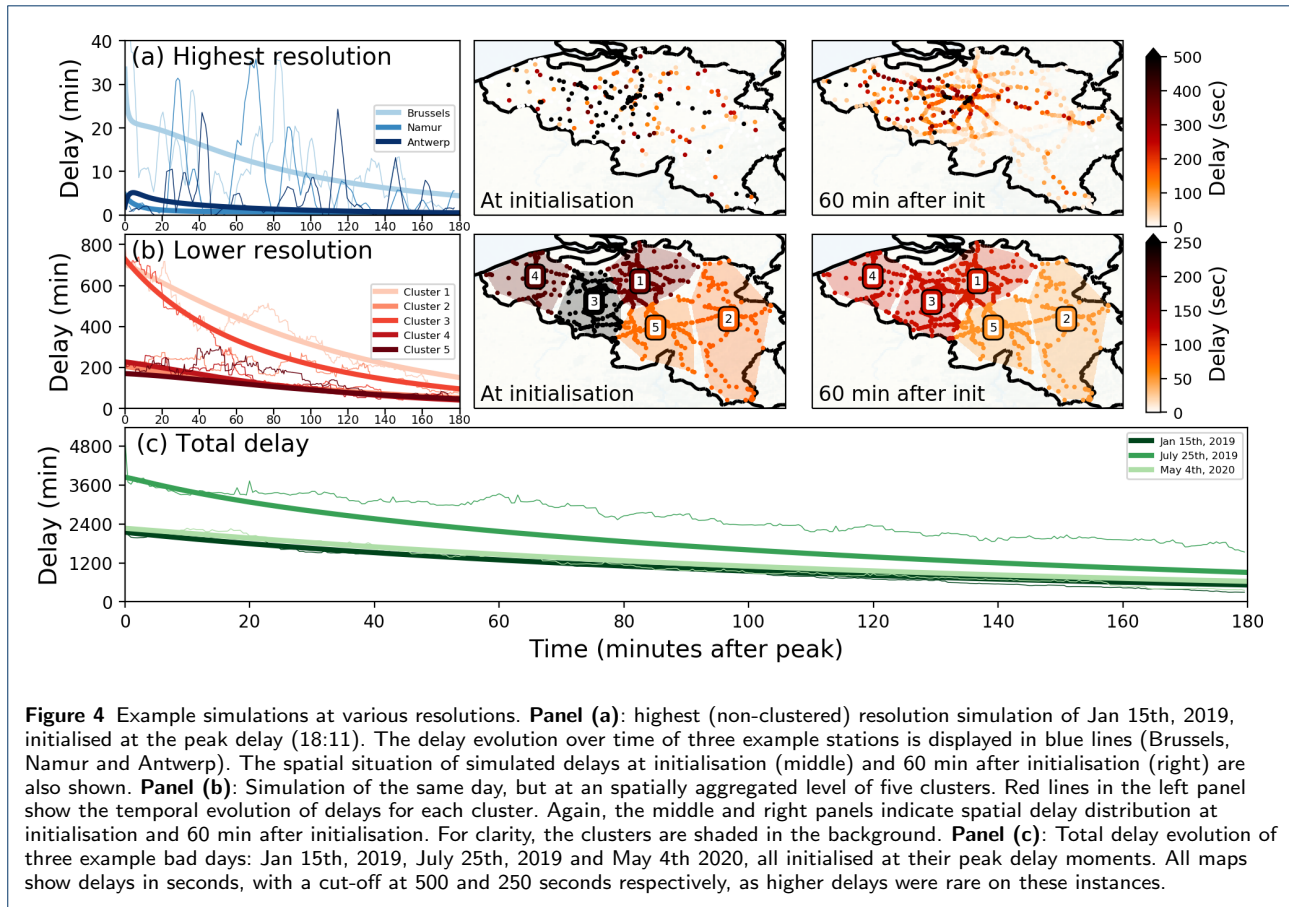 (a) Highest resolution
Delay (min)
40
30
20
10
0
0 20 40 60 80 100 120 140 160 180
Brussels
Namur
Antwerp
At initialisation
60 min after init
500
400
300
200
100
0
Delay (sec)
(b) Lower resolution
Delay (min)
800
600
400
200
0
0 20 40 60 80 100 120 140 160 180
Cluster 1
Cluster 2
Cluster 3
Cluster 4
Cluster 5
4
3
1
5
2
At initialisation
4
3
1
5
2
60 min after init
250
200
150
100
50
0
Delay (sec)
(c) Total delay
Delay (min)
4800
3600
2400
1200
0
0 20 40 60 80 100 120 140 160 180
Jan 15th, 2019
July 25th, 2019
May 4th, 2020
Time (minutes after peak)
Figure 4 Example simulations at various resolutions. Panel (a): highest (non-clustered) resolution simulation of Jan 15th, 2019,
initialised at the peak delay (18:11). The delay evolution over time of three example stations is displayed in blue lines (Brussels,
Namur and Antwerp). The spatial situation of simulated delays at initialisation (middle) and 60 min after initialisation (right) are
also shown. Panel (b): Simulation of the same day, but at an spatially aggregated level of five clusters. Red lines in the left panel
show the temporal evolution of delays for each cluster. Again, the middle and right panels indicate spatial delay distribution at
initialisation and 60 min after initialisation. For clarity, the clusters are shaded in the background. Panel (c): Total delay evolution of
three example bad days: Jan 15th, 2019, July 25th, 2019 and May 4th 2020, all initialised at their peak delay moments. All maps
show delays in seconds, with a cut-off at 500 and 250 seconds respectively, as higher delays were rare on these instances.